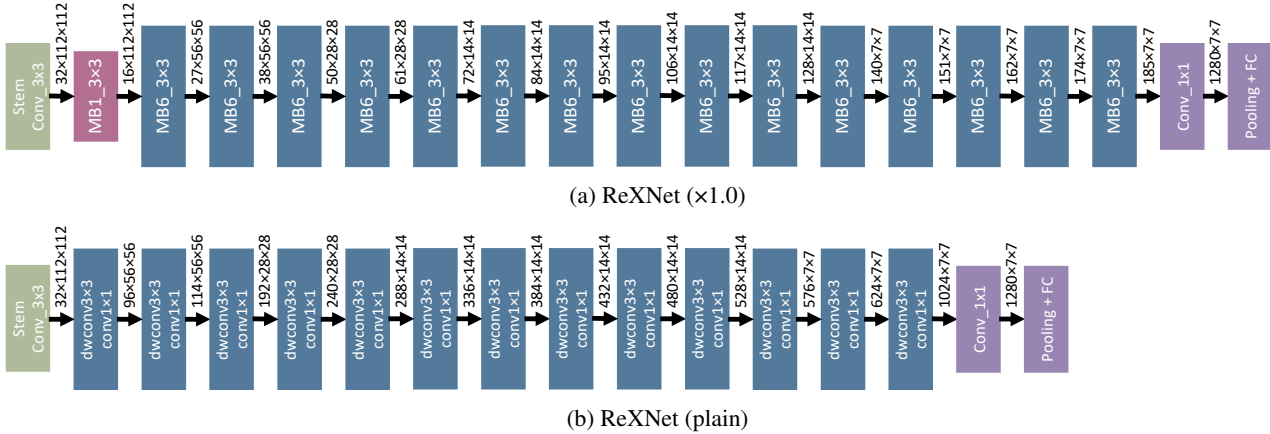 Stem
Conv_3x3
32×112×112
MB1_3×3
16×112×112
MB6_3×3
27×56×56
MB6_3×3
38×56×56
MB6_3×3
50×28×28
MB6_3×3
61×28×28
MB6_3×3
72×14×14
MB6_3×3
84×14×14
MB6_3×3
95×14×14
MB6_3×3
106×14×14
MB6_3×3
117×14×14
MB6_3×3
128×14×14
MB6_3×3
140×7×7
MB6_3×3
151×7×7
MB6_3×3
162×7×7
MB6_3×3
174×7×7
MB6_3×3
185×7×7
Conv_1x1
1280×7×7
Pooling + FC
(a) ReXNet (×1.0)
Stem
Conv_3x3
32×112×112
dwconv3×3
conv1×1
96×56×56
dwconv3×3
conv1×1
114×56×56
dwconv3×3
conv1×1
192×28×28
dwconv3×3
conv1×1
240×28×28
dwconv3×3
conv1×1
288×14×14
dwconv3×3
conv1×1
336×14×14
dwconv3×3
conv1×1
384×14×14
dwconv3×3
conv1×1
432×14×14
dwconv3×3
conv1×1
480×14×14
dwconv3×3
conv1×1
528×14×14
dwconv3×3
conv1×1
576×7×7
dwconv3×3
conv1×1
624×7×7
dwconv3×3
conv1×1
1024×7×7
Conv_1x1
1280×7×7
Pooling + FC
(b) ReXNet (plain)